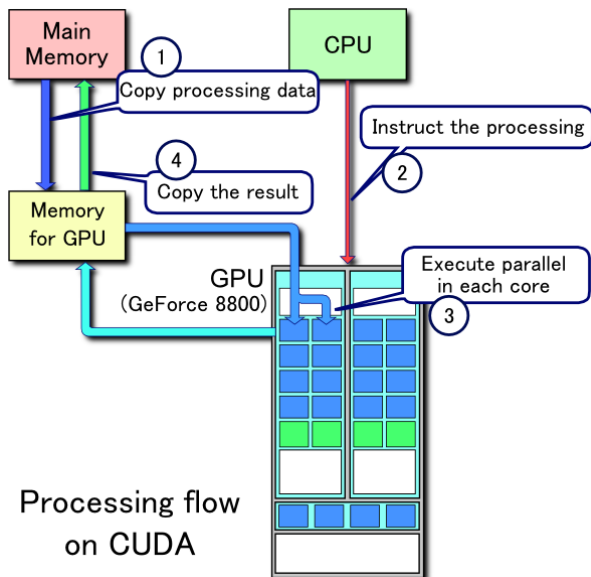 Main
Memory
CPU
1
Copy processing data
Instruct the processing
2
4
Copy the result
Memory
for GPU
GPU
(GeForce 8800)
Execute parallel
in each core
3
Processing flow
on CUDA